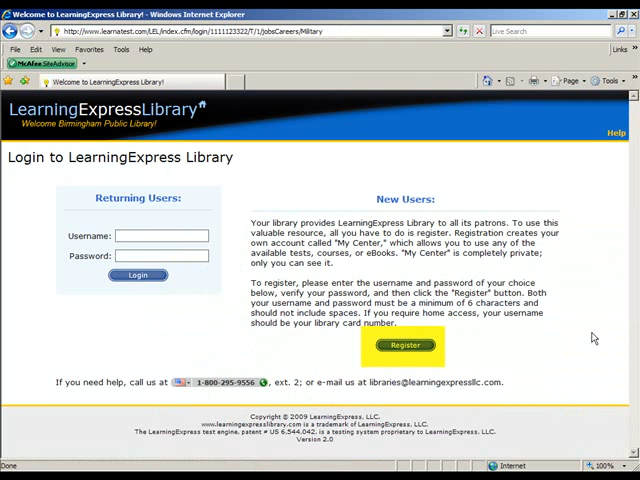 Welcome to LearningExpress Library! - Windows Internet Explorer
http://www.learnatest.com/LEL/index.cfm/login/1111123322/T/1/jobsCareers/Military
Live Search
File Edit View Favorites Tools Help
Links »
McAfee SiteAdvisor
Welcome to LearningExpress Library!
Page
Tools
LearningExpressLibrary
Welcome Birmingham Public Library!
Help
Login to LearningExpress Library
Returning Users:
Username:
Password:
Login
New Users:
Your library provides LearningExpress Library to all its patrons. To use this
valuable resource, all you have to do is register. Registration creates your
own account called "My Center," which allows you to use any of the
available tests, courses, or eBooks. "My Center" is completely private;
only you can see it.
To register, please enter the username and password of your choice
below, verify your password, and then click the "Register" button. Both
your username and password must be a minimum of 6 characters and
should not include spaces. If you require home access, your username
should be your library card number.
Register
If you need help, call us at 1-800-295-9556 , ext. 2; or e-mail us at libraries@learningexpressllc.com.
Copyright © 2009 LearningExpress, LLC.
www.learningexpresslibrary.com is a trademark of LearningExpress, LLC.
The LearningExpress test engine, patent # US 6,544,042, is a testing system proprietary to LearningExpress, LLC.
Version 2.0
Done
Internet
100%